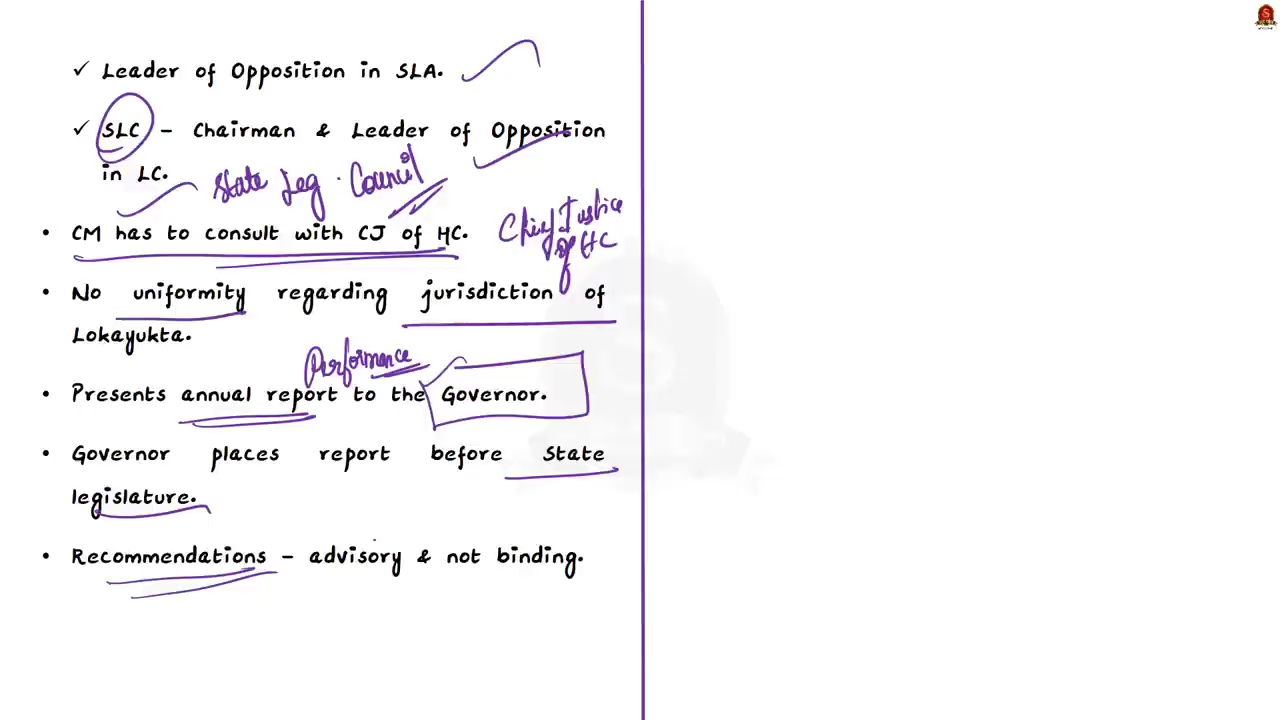 ✓ Leader of Opposition in SLA.
✓ SLC - Chairman & Leader of Opposition
in LC.
State Leg. Council
• CM has to consult with CJ of HC.
Chief Justice
of HC
• No uniformity regarding jurisdiction of
Lokayukta.
Performance
• Presents annual report to the Governor.
• Governor places report before State
legislature.
• Recommendations - advisory & not binding.